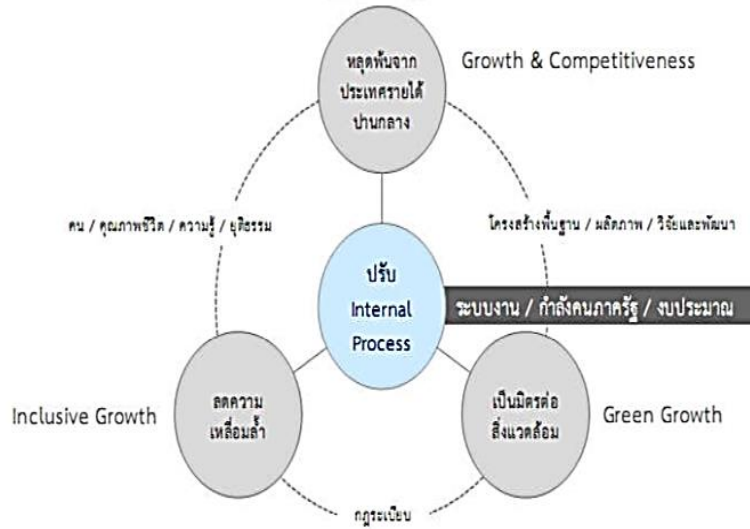 หลุดพ้นจาก
ประเทศรายได้
ปานกลาง
Growth & Competitiveness
คน / คุณภาพชีวิต / ความรู้ / ยุติธรรม
โครงสร้างพื้นฐาน / ผลิตภาพ / วิจัยและพัฒนา
ปรับ
Internal
Process
ระบบงาน / กำลังคนภาครัฐ / งบประมาณ
Inclusive Growth
ลดความ
เหลื่อมล้ำ
เป็นมิตรต่อ
สิ่งแวดล้อม
Green Growth
กฎระเบียบ